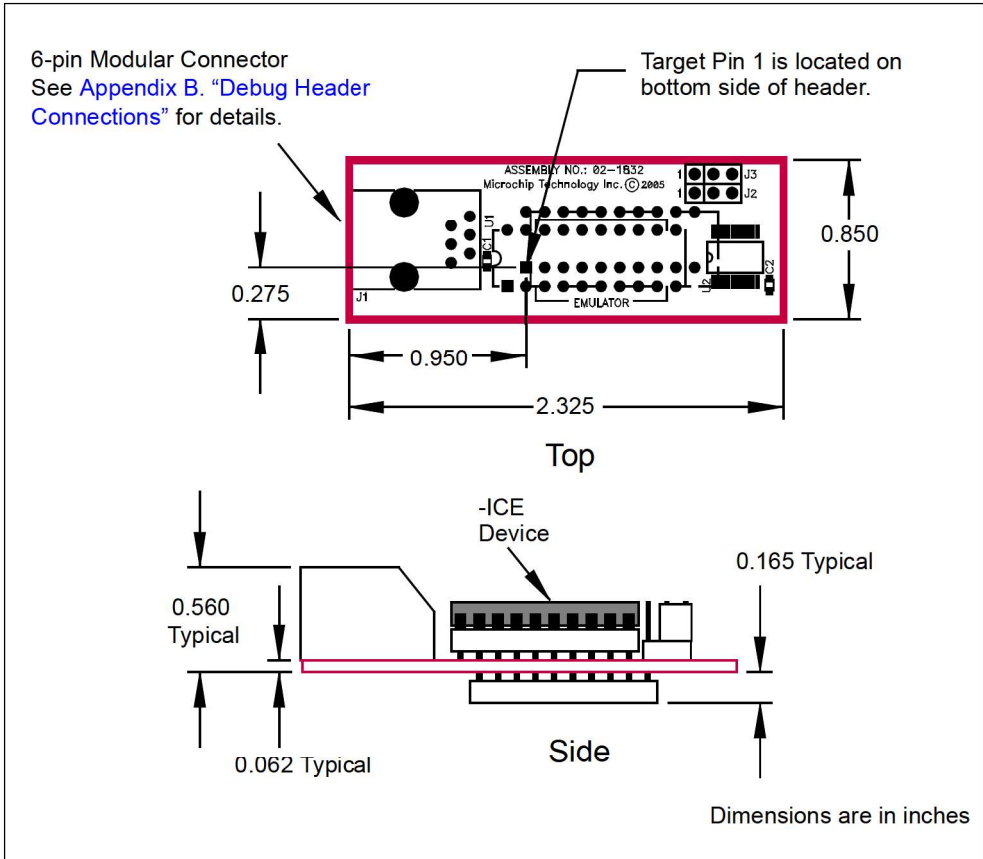 6-pin Modular Connector
See Appendix B. “Debug Header
Connections” for details.
Target Pin 1 is located on
bottom side of header.
ASSEMBLY NO.: 02-1832
Microchip Technology Inc. © 2005
1 J3
1 J2
U1
C1
J1
EMULATOR
U2
C2
0.850
0.275
0.950
2.325
Top
-ICE
Device
0.165 Typical
0.560
Typical
0.062 Typical
Side
Dimensions are in inches